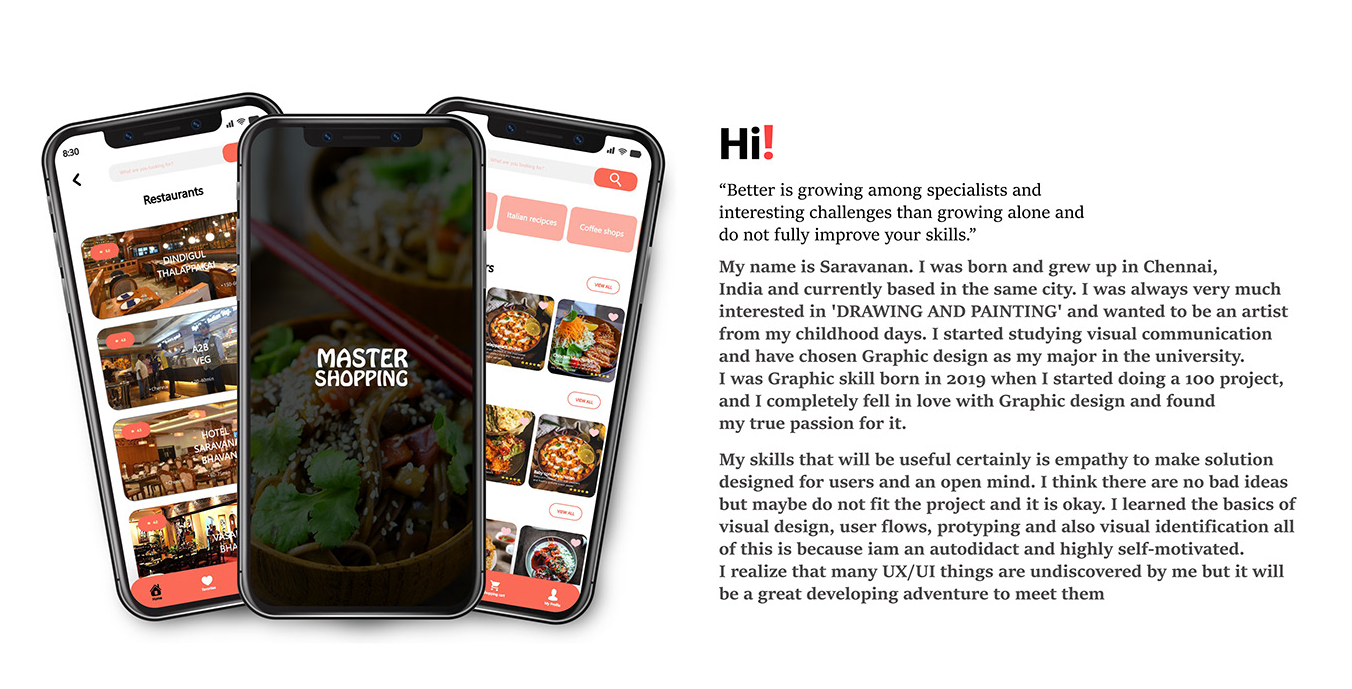 8:30
What are you looking for?
Restaurants
DINDIGUL
THALAPPAKAI
A2B
VEG
•Chennai
HOTEL
SARAVANA
BHAVAN
Home
Favorites
MASTER
SHOPPING
What are you looking for?
Italian recipces
Coffee shops
VIEW ALL
VIEW ALL
VIEW ALL
My Profile
Hi!
“Better is growing among specialists and
interesting challenges than growing alone and
do not fully improve your skills.”
My name is Saravanan. I was born and grew up in Chennai,
India and currently based in the same city. I was always very much
interested in 'DRAWING AND PAINTING' and wanted to be an artist
from my childhood days. I started studying visual communication
and have chosen Graphic design as my major in the university.
I was Graphic skill born in 2019 when I started doing a 100 project,
and I completely fell in love with Graphic design and found
my true passion for it.
My skills that will be useful certainly is empathy to make solution
designed for users and an open mind. I think there are no bad ideas
but maybe do not fit the project and it is okay. I learned the basics of
visual design, user flows, protyping and also visual identification all
of this is because iam an autodidact and highly self-motivated.
I realize that many UX/UI things are undiscovered by me but it will
be a great developing adventure to meet them